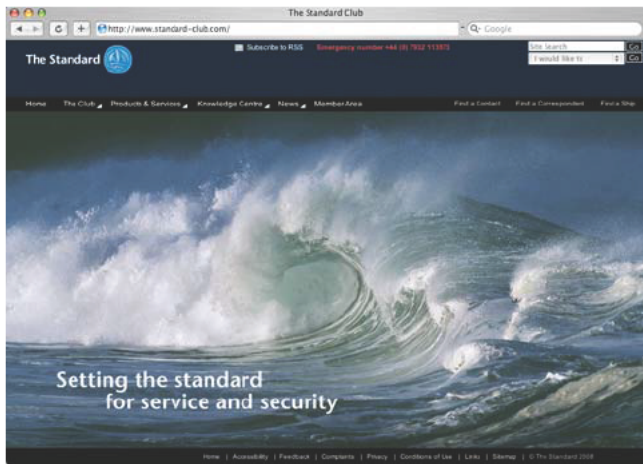 The Standard Club
http://www.standard-club.com/
Google
The Standard
Subscribe to RSS
Emergency number +44 (0) 7932 113573
Site Search
Go
I would like t
Go
Home The Club Products & Services Knowledge Centre News Member Area Find a Contact Find a Correspondent Find a Ship
Setting the standard
for service and security
Home | Accessibility | Feedback | Complaints | Privacy | Conditions of Use | Links | Sitemap | © The Standard 2008